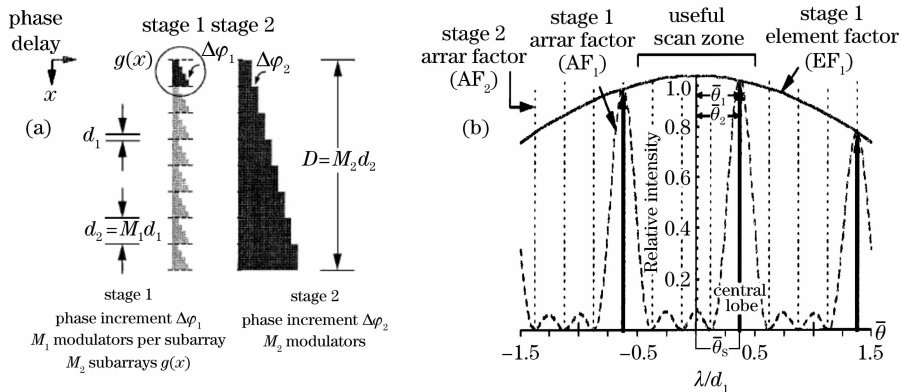 phase
delay
x
(a)
stage 1 stage 2
g(x)
Δφ₁
Δφ₂
d₁
d₂=M₁d₁
D=M₂d₂
stage 1
phase increment Δφ₁
M₁ modulators per subarray
M₂ subarrays g(x)
stage 2
phase increment Δφ₂
M₂ modulators
stage 2
arrar factor
(AF₂)
stage 1
arrar factor
(AF₁)
useful
scan zone
stage 1
element factor
(EF₁)
(b)
Relative intensity
1.0
0.8
0.6
0.4
0.2
θ̅₁
θ̅₂
central
lobe
θ̅
θ̅s
−1.5
−0.5
0.5
1.5
λ/d₁